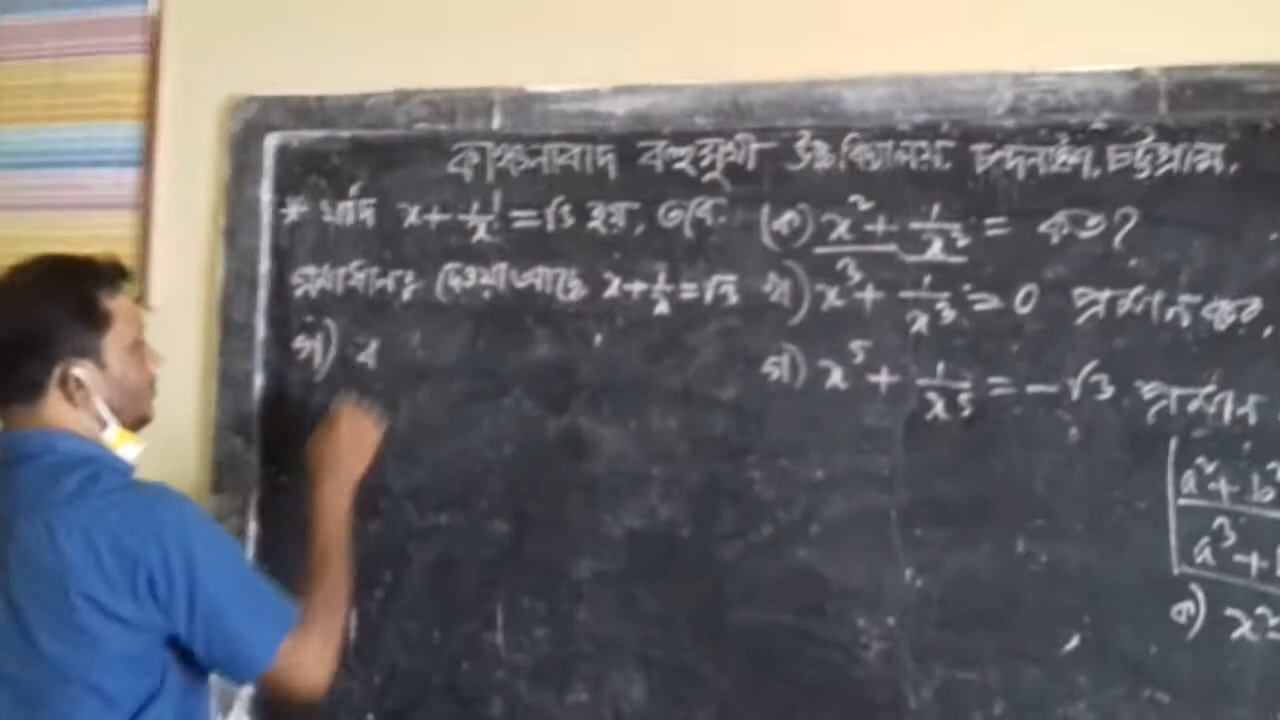 কাঞ্চনাবাদ বহুমুখী উচ্চ বিদ্যালয়, চন্দনাইশ, চট্টগ্রাম,
* যদি x + 1/x = √3 হয়, তবে (ক) x² + 1/x² = কত?
সমাধানঃ দেওয়া আছে x + 1/x = √3
খ) x³ + 1/x³ = 0 প্রমাণ কর,
গ) x⁵ + 1/x⁵ = -√3 প্রমাণ
গ) x
a² + b²
a³ +
ক) x²